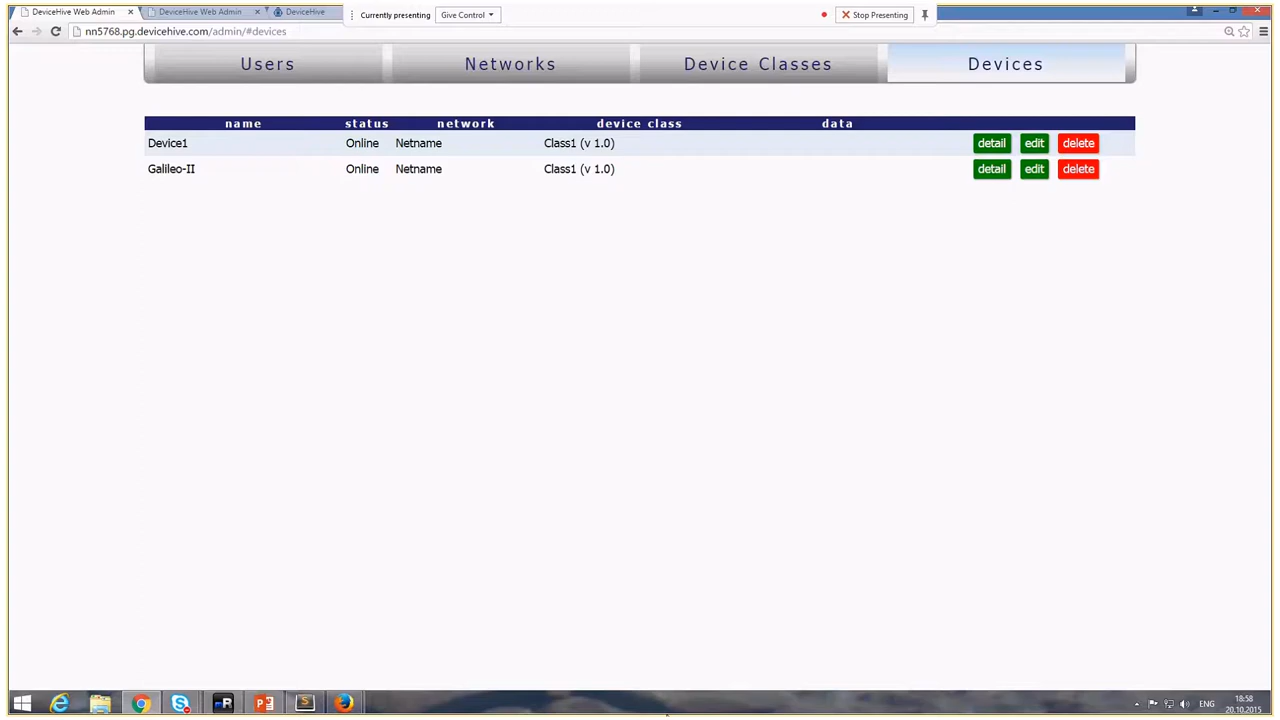 DeviceHive Web Admin
DeviceHive Web Admin
DeviceHive
Currently presenting
Give Control
Stop Presenting
nn5768.pg.devicehive.com/admin/#devices
Users Networks Device Classes Devices
name status network device class data
Device1 Online Netname Class1 (v 1.0) detail edit delete
Galileo-II Online Netname Class1 (v 1.0) detail edit delete
ENG
18:58
20.10.2015